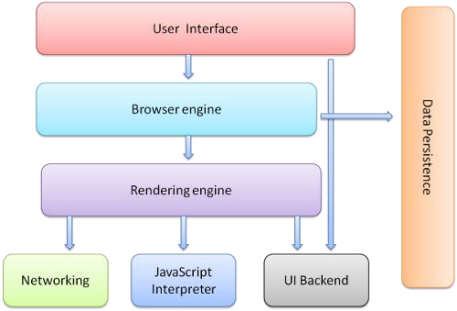 User Interface
Browser engine
Data Persistence
Rendering engine
Networking
JavaScript
Interpreter
UI Backend